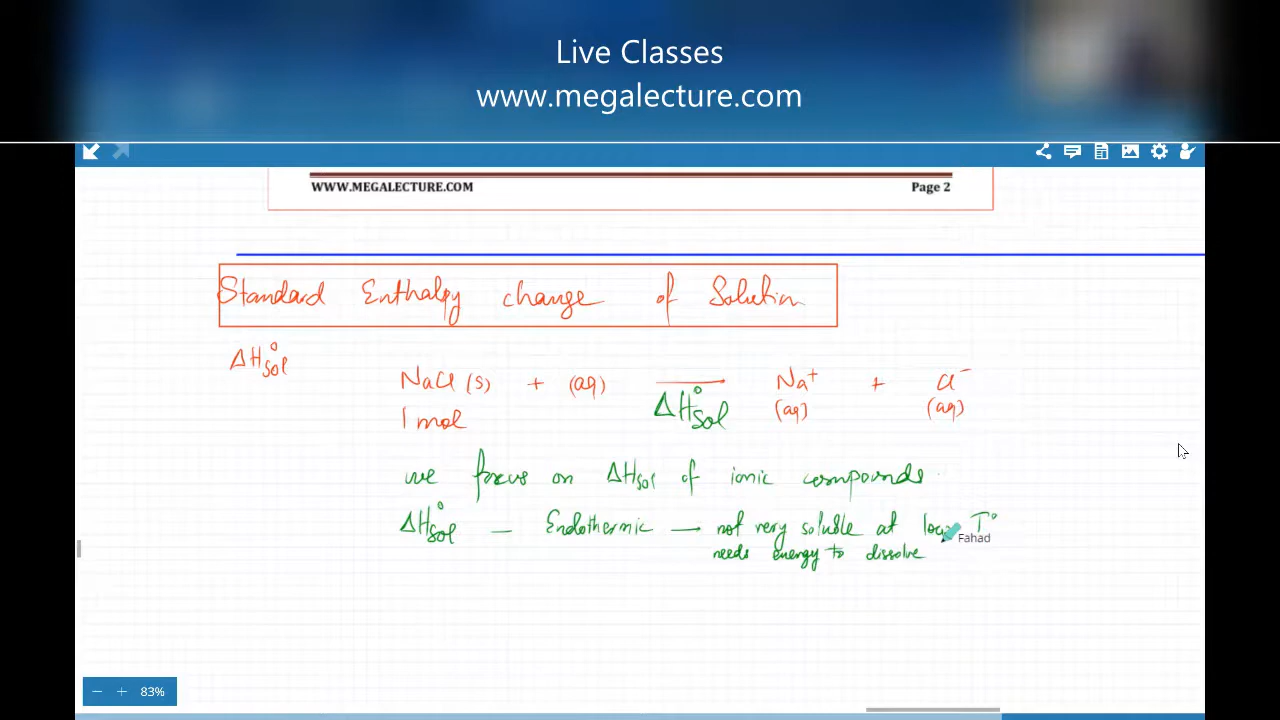 Live Classes
www.megalecture.com
WWW.MEGALECTURE.COM Page 2
Standard Enthalpy change of Solution
ΔH°sol
NaCl (s) + (aq) ΔH°sol Na⁺ (aq) + Cl⁻ (aq)
1 mol
we focus on ΔHsol of ionic compounds
ΔH°sol — Endothermic — not very soluble at low T°
needs energy to dissolve
Fahad
83%